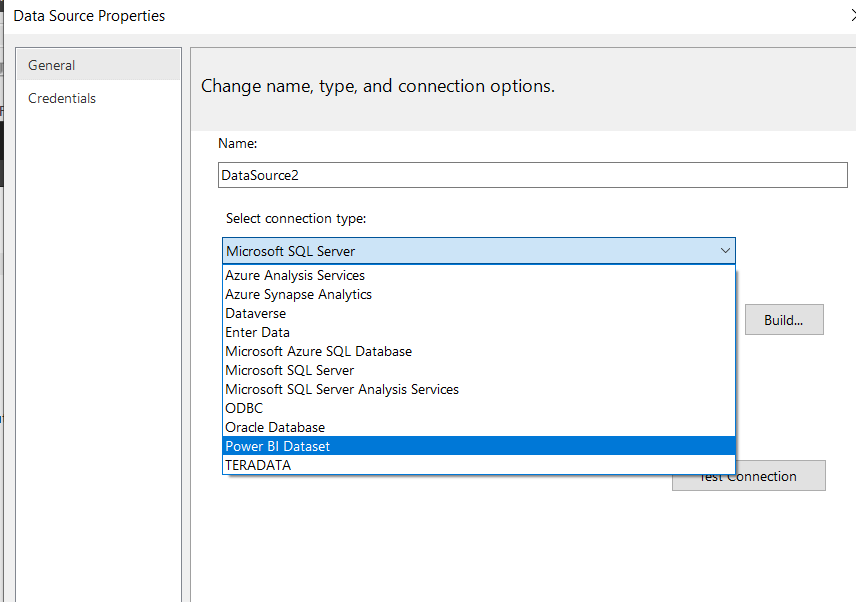 Data Source Properties
General
Credentials
Change name, type, and connection options.
Name:
DataSource2
Select connection type:
Microsoft SQL Server
Azure Analysis Services
Azure Synapse Analytics
Dataverse
Enter Data
Microsoft Azure SQL Database
Microsoft SQL Server
Microsoft SQL Server Analysis Services
ODBC
Oracle Database
Power BI Dataset
TERADATA
Build...
Test Connection